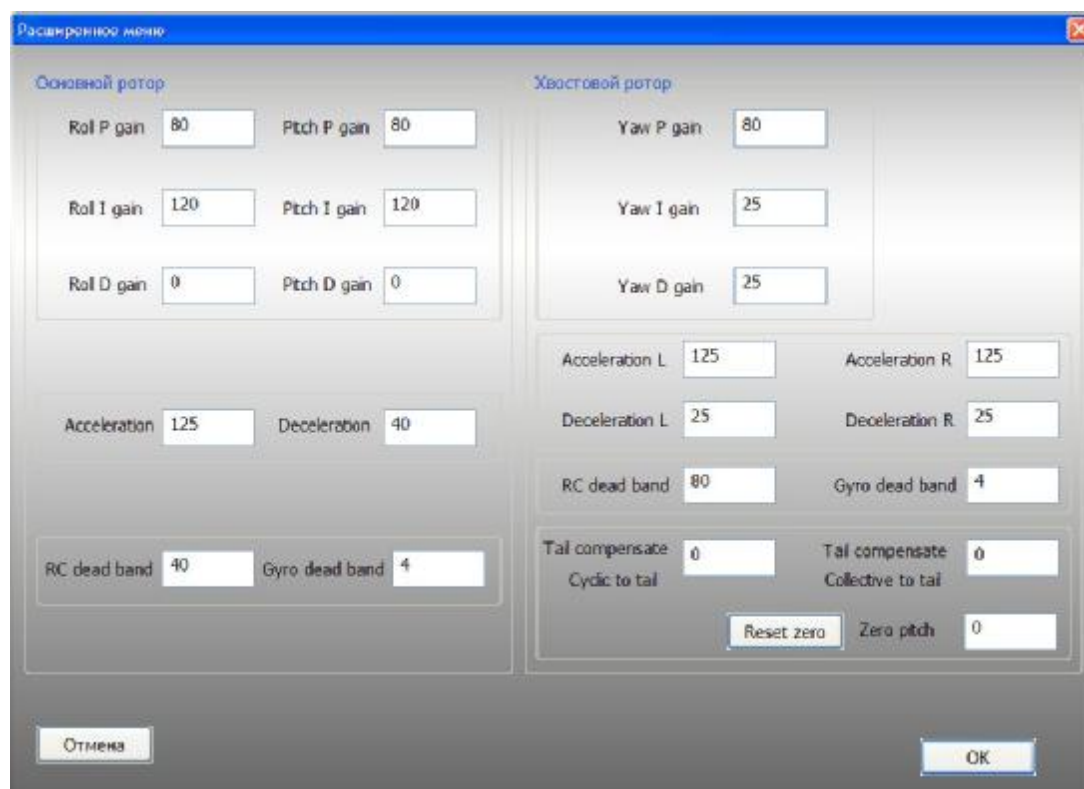 Расширенное меню
Основной ротор
Roll P gain 80 Pitch P gain 80
Roll I gain 120 Pitch I gain 120
Roll D gain 0 Pitch D gain 0
Acceleration 125 Deceleration 40
RC dead band 40 Gyro dead band 4
Хвостовой ротор
Yaw P gain 80
Yaw I gain 25
Yaw D gain 25
Acceleration L 125 Acceleration R 125
Deceleration L 25 Deceleration R 25
RC dead band 80 Gyro dead band 4
Tail compensate 0 Tail compensate 0
Cyclic to tail Collective to tail
Reset zero Zero pitch 0
Отмена OK